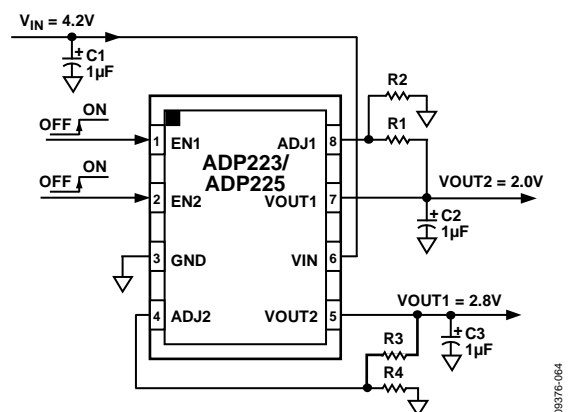 VIN = 4.2V
+ C1
1µF
OFF ON
OFF ON
1 EN1
2 EN2
3 GND
4 ADJ2
ADP223/
ADP225
ADJ1 8
VOUT1 7
VIN 6
VOUT2 5
R2
R1
VOUT2 = 2.0V
+ C2
1µF
VOUT1 = 2.8V
+ C3
1µF
R3
R4
09376-064